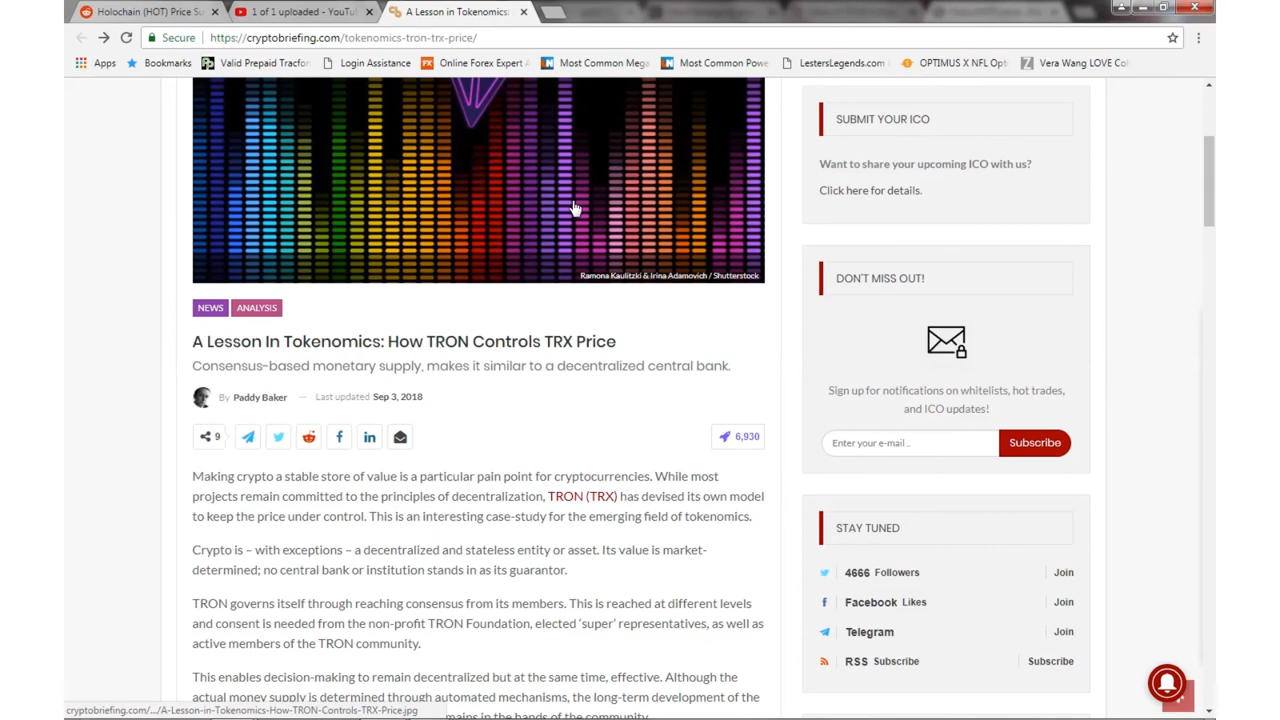 Holochain (HOT) Price Su
1 of 1 uploaded - YouTu
A Lesson in Tokenomics:
Secure
https://cryptobriefing.com/tokenomics-tron-trx-price/
Apps
Bookmarks
Valid Prepaid Tracfon
Login Assistance
Online Forex Expert A
Most Common Mega
Most Common Powe
LestersLegends.com
OPTIMUS X NFL Opti
Vera Wang LOVE Col
Ramona Kaulitzki & Irina Adamovich / Shutterstock
NEWS
ANALYSIS
A Lesson In Tokenomics: How TRON Controls TRX Price
Consensus-based monetary supply, makes it similar to a decentralized central bank.
By Paddy Baker — Last updated Sep 3, 2018
9
6,930
Making crypto a stable store of value is a particular pain point for cryptocurrencies. While most
projects remain committed to the principles of decentralization, TRON (TRX) has devised its own model
to keep the price under control. This is an interesting case-study for the emerging field of tokenomics.
Crypto is – with exceptions – a decentralized and stateless entity or asset. Its value is market-
determined; no central bank or institution stands in as its guarantor.
TRON governs itself through reaching consensus from its members. This is reached at different levels
and consent is needed from the non-profit TRON Foundation, elected ‘super’ representatives, as well as
active members of the TRON community.
This enables decision-making to remain decentralized but at the same time, effective. Although the
actual money supply is determined through automated mechanisms, the long-term development of the
mains in the hands of the community.
cryptobriefing.com/.../A-Lesson-in-Tokenomics-How-TRON-Controls-TRX-Price.jpg
SUBMIT YOUR ICO
Want to share your upcoming ICO with us?
Click here for details.
DON'T MISS OUT!
Sign up for notifications on whitelists, hot trades,
and ICO updates!
Enter your e-mail ..
Subscribe
STAY TUNED
4666 Followers
Join
Facebook Likes
Join
Telegram
Join
RSS Subscribe
Subscribe